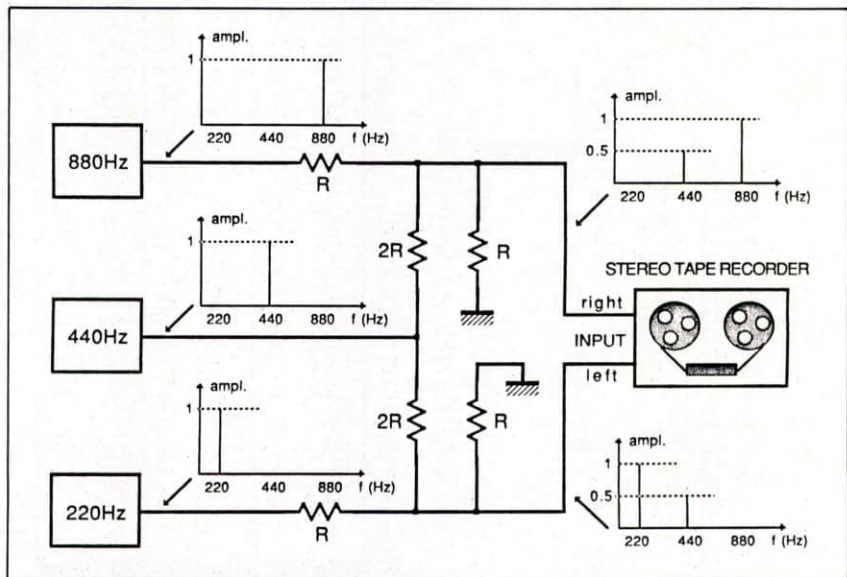 ampl.
1
220 440 880 f (Hz)
880Hz
R
ampl.
1
0.5
220 440 880 f (Hz)
ampl.
1
220 440 880 f (Hz)
2R
R
STEREO TAPE RECORDER
right
INPUT
left
440Hz
ampl.
1
220 440 880 f (Hz)
2R
R
220Hz
R
ampl.
1
0.5
220 440 880 f (Hz)